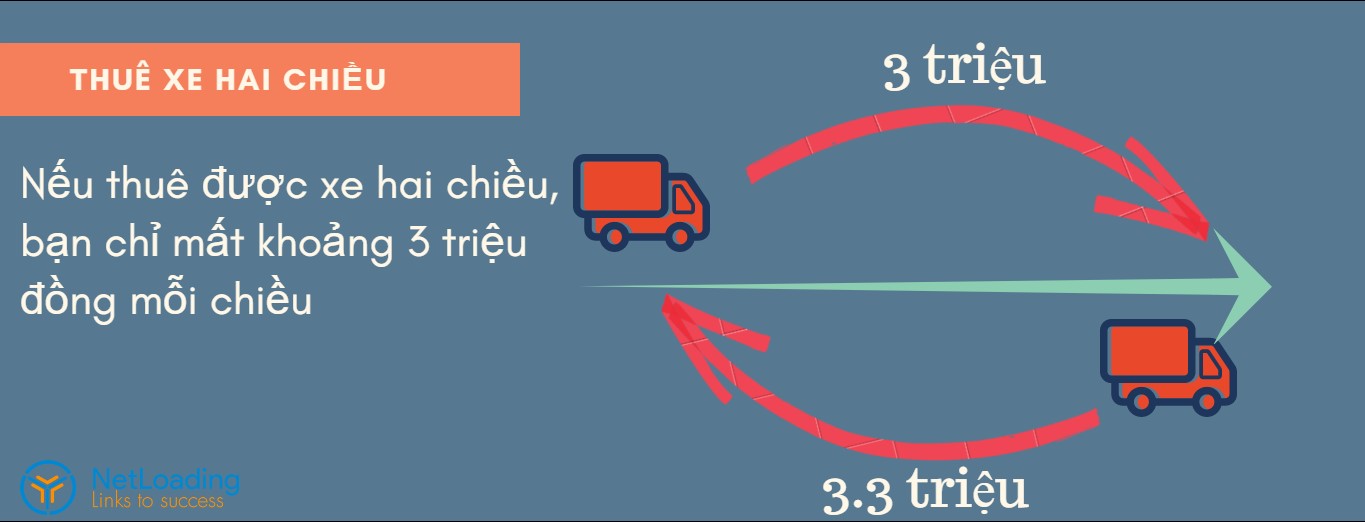 THUÊ XE HAI CHIỀU
Nếu thuê được xe hai chiều,
bạn chỉ mất khoảng 3 triệu
đồng mỗi chiều
3 triệu
3.3 triệu
NetLoading
Links to success